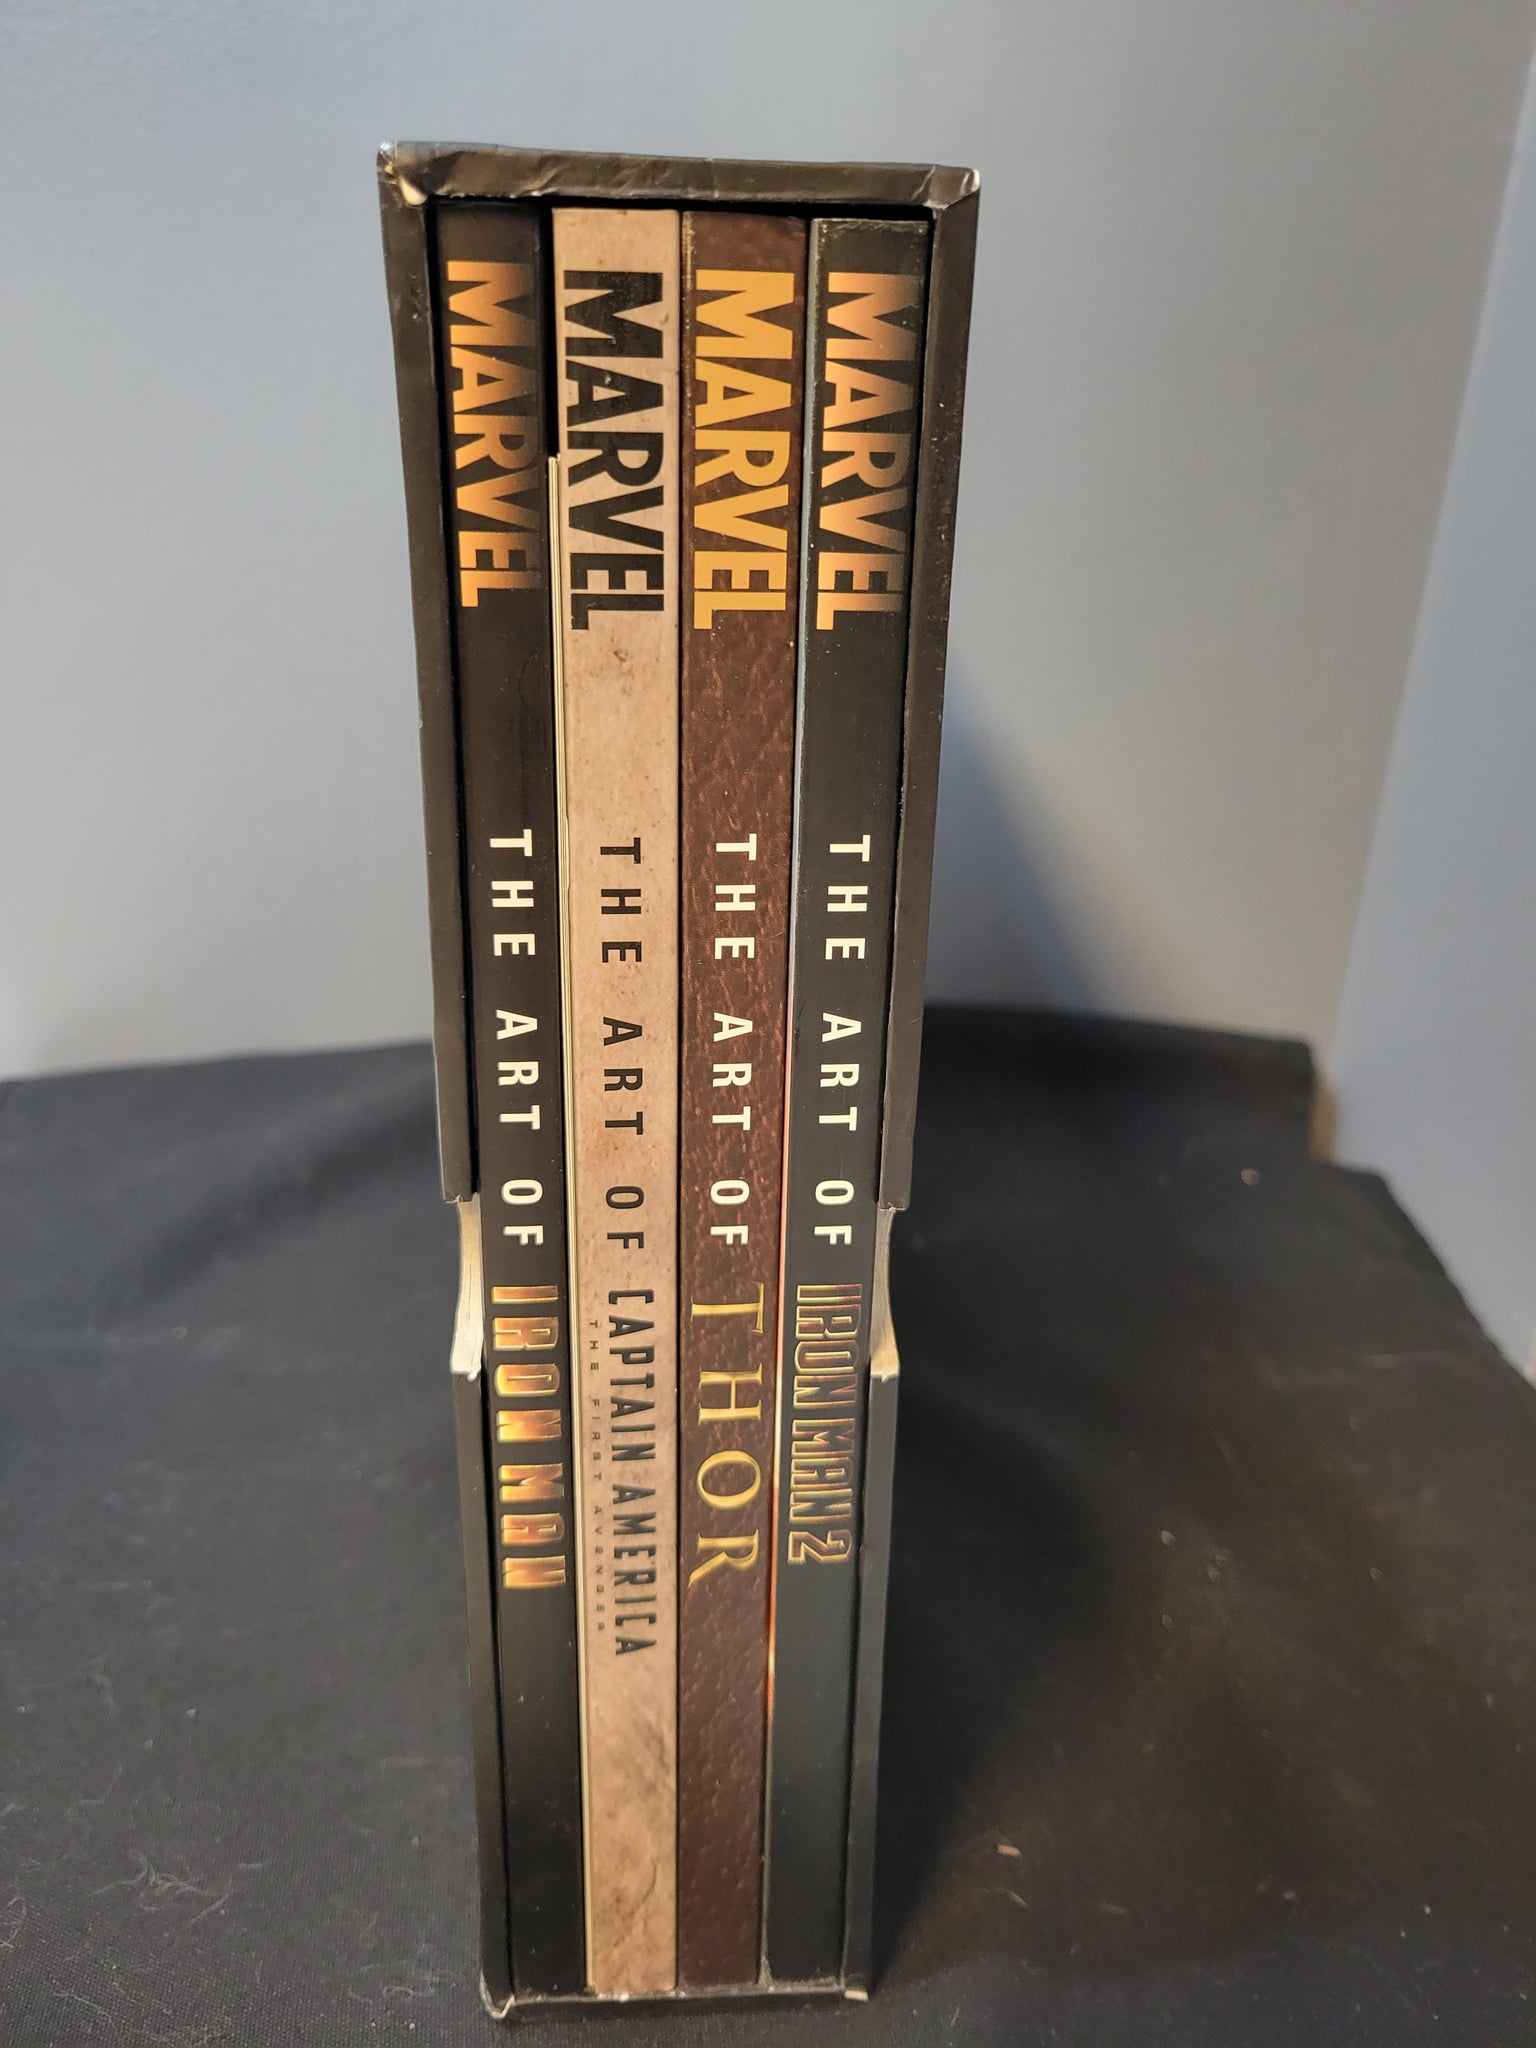 MARVEL THE ART OF IRON MAN
MARVEL THE ART OF CAPTAIN AMERICA
THE FIRST AVENGER
MARVEL THE ART OF THOR
MARVEL THE ART OF IRON MAN 2